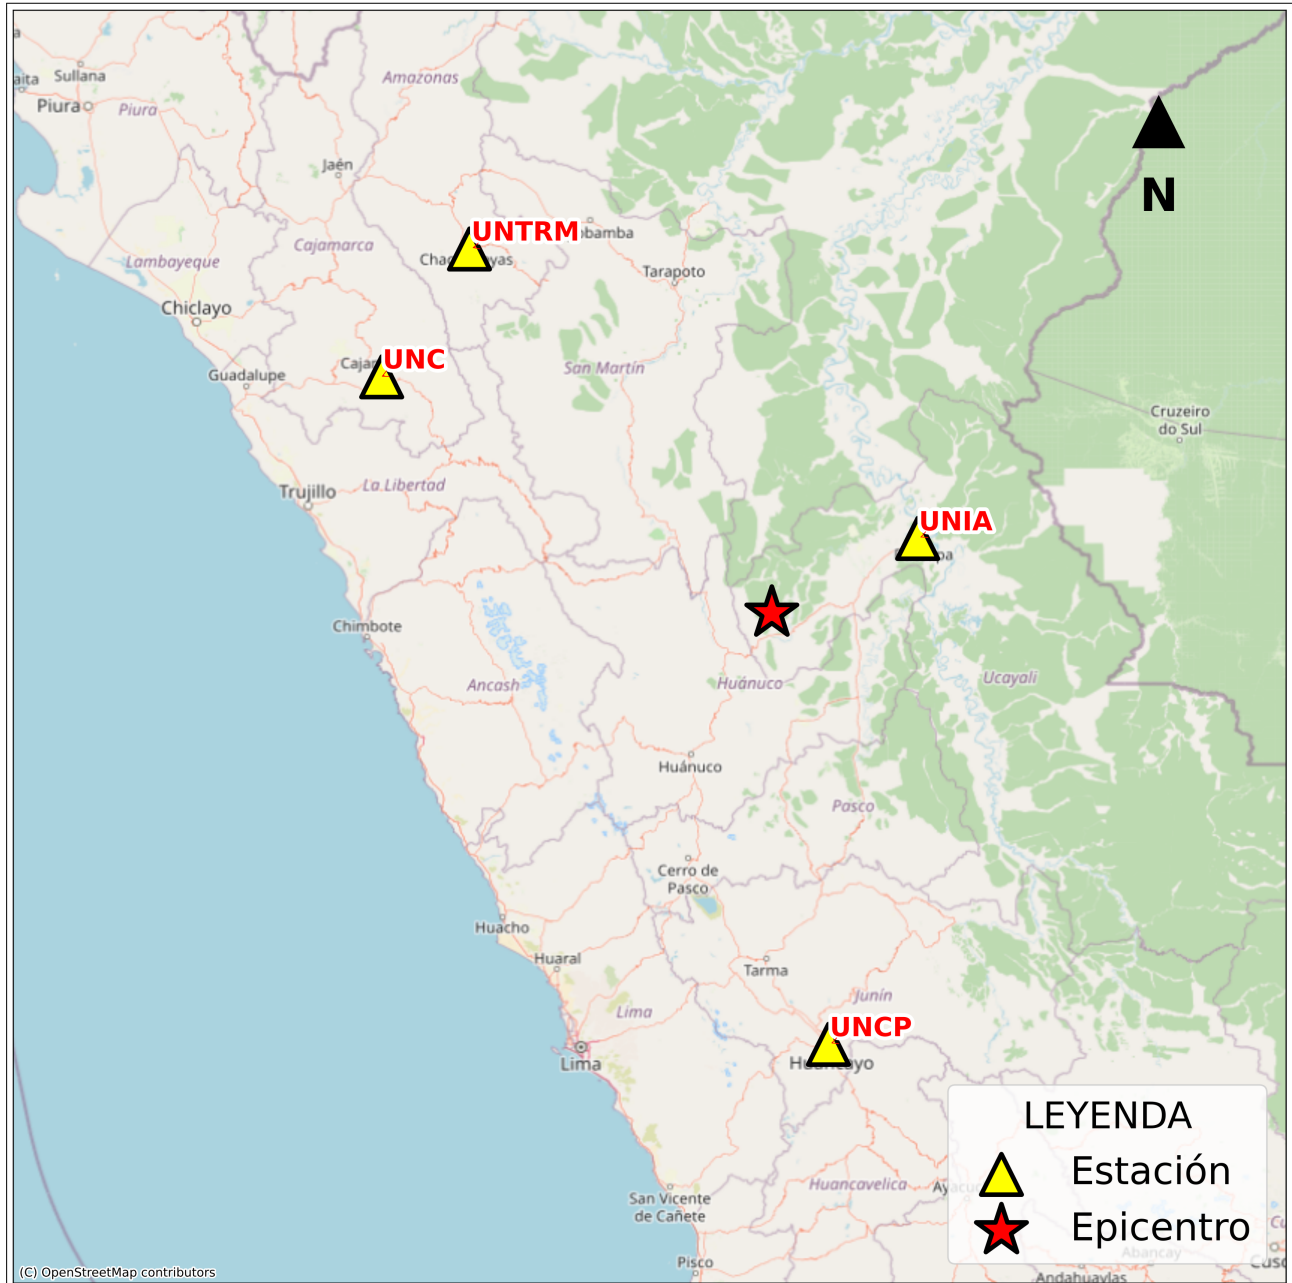 Sullana
Piura
Piura
Amazonas
Jaén
N
UNTRM
Cajamarca
Lambayeque
Tarapoto
Chiclayo
UNC
Guadalupe
San Martín
Cruzeiro
do Sul
La Libertad
Trujillo
UNIA
Chimbote
Ancash
Huánuco
Ucayali
Huánuco
Pasco
Cerro de
Pasco
Huacho
Huaral
Tarma
Junín
Lima
UNCP
Lima
Huancayo
LEYENDA
Estación
Epicentro
Huancavelica
San Vicente
de Cañete
Abancay
Pisco
Andahuaylas
(C) OpenStreetMap contributors